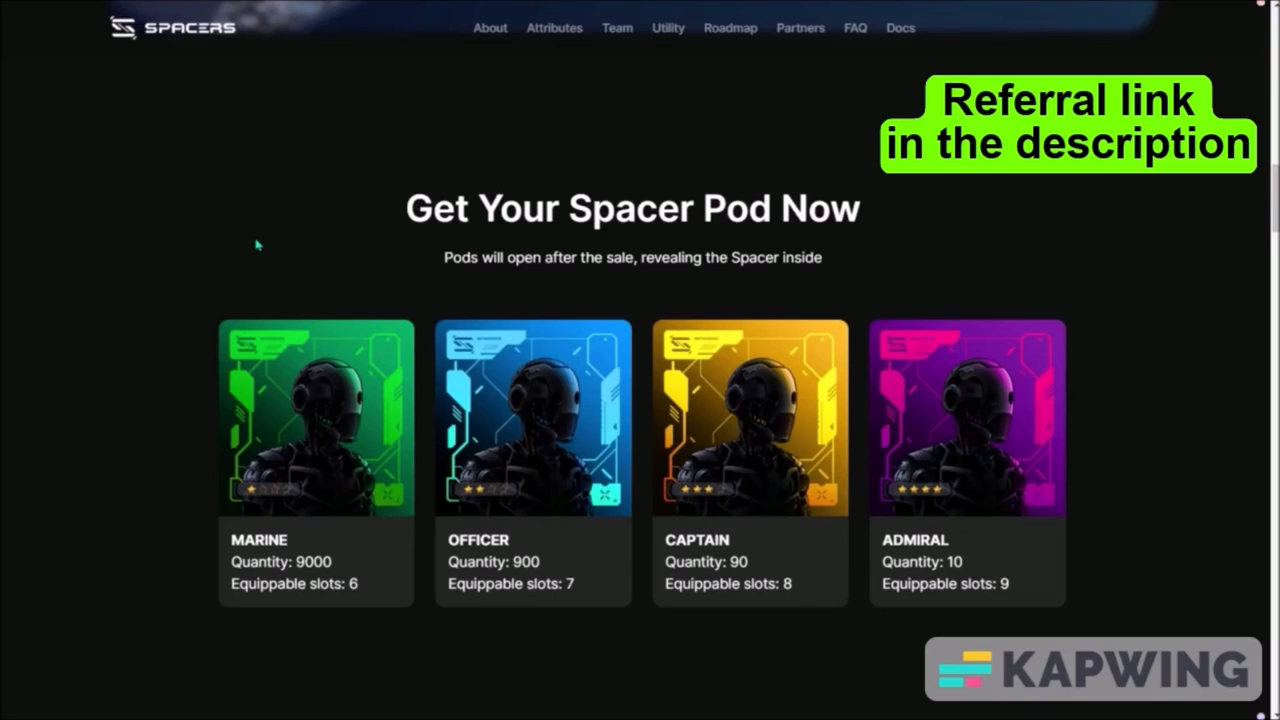 SPACERS
About Attributes Team Utility Roadmap Partners FAQ Docs
Referral link
in the description
Get Your Spacer Pod Now
Pods will open after the sale, revealing the Spacer inside
MARINE
Quantity: 9000
Equippable slots: 6
OFFICER
Quantity: 900
Equippable slots: 7
CAPTAIN
Quantity: 90
Equippable slots: 8
ADMIRAL
Quantity: 10
Equippable slots: 9
KAPWING